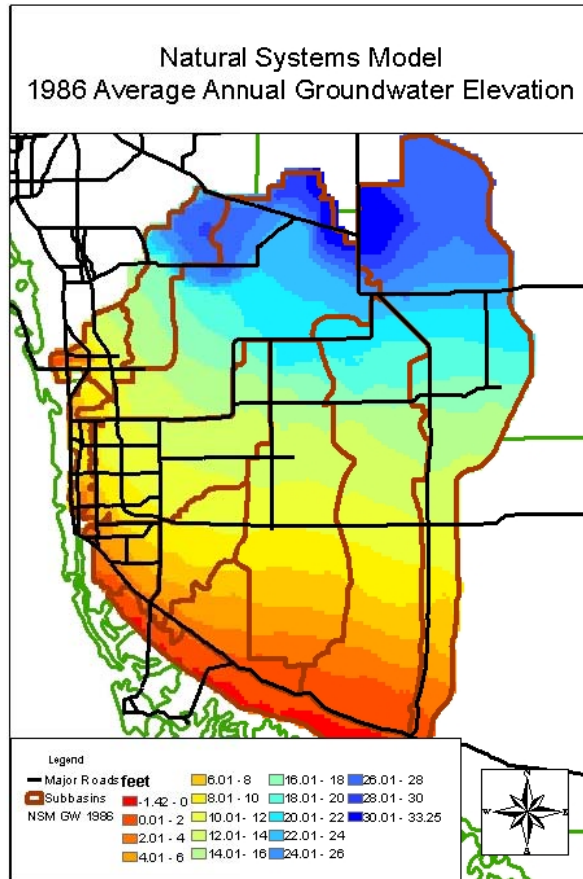 Natural Systems Model
1986 Average Annual Groundwater Elevation
Legend
Major Roads
Subbasins
NSM GW 1986
feet
-1.42 - 0
0.01 - 2
2.01 - 4
4.01 - 6
6.01 - 8
8.01 - 10
10.01 - 12
12.01 - 14
14.01 - 16
16.01 - 18
18.01 - 20
20.01 - 22
22.01 - 24
24.01 - 26
26.01 - 28
28.01 - 30
30.01 - 33.25
N
W
E
S